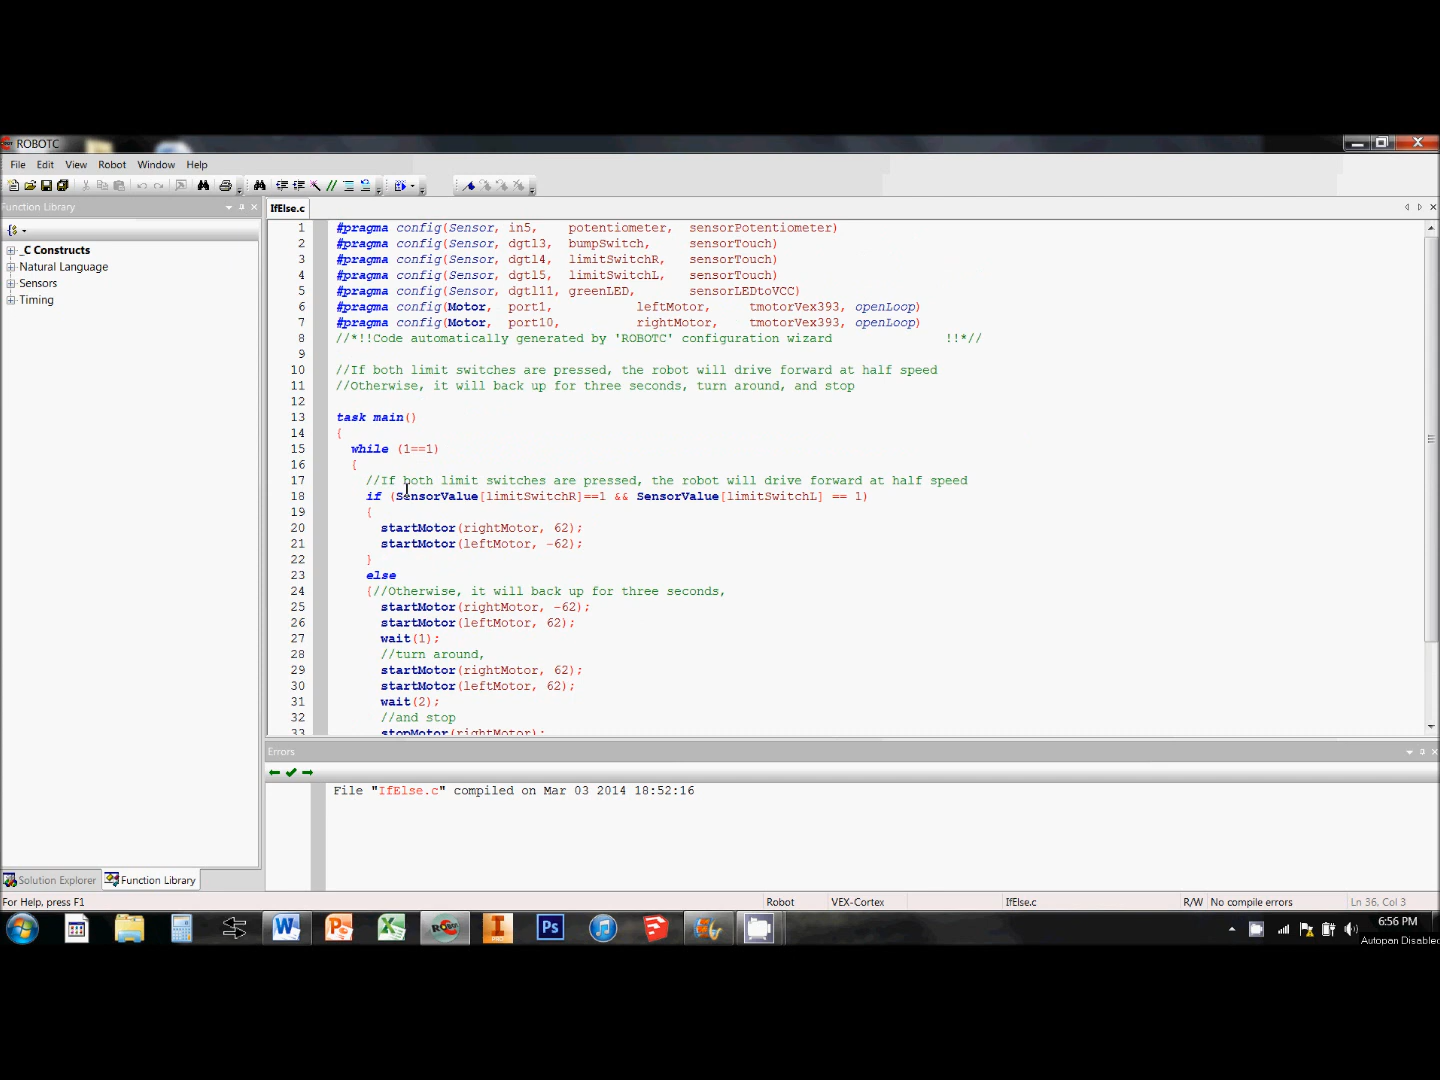 ROBOTC
File Edit View Robot Window Help
Function Library
IfElse.c
_C Constructs
Natural Language
Sensors
Timing
1 #pragma config(Sensor, in5, potentiometer, sensorPotentiometer)
2 #pragma config(Sensor, dgtl3, bumpSwitch, sensorTouch)
3 #pragma config(Sensor, dgtl4, limitSwitchR, sensorTouch)
4 #pragma config(Sensor, dgtl5, limitSwitchL, sensorTouch)
5 #pragma config(Sensor, dgtl11, greenLED, sensorLEDtoVCC)
6 #pragma config(Motor, port1, leftMotor, tmotorVex393, openLoop)
7 #pragma config(Motor, port10, rightMotor, tmotorVex393, openLoop)
8 //*!!Code automatically generated by 'ROBOTC' configuration wizard !!*//
9
10 //If both limit switches are pressed, the robot will drive forward at half speed
11 //Otherwise, it will back up for three seconds, turn around, and stop
12
13 task main()
14 {
15 while (1==1)
16 {
17 //If both limit switches are pressed, the robot will drive forward at half speed
18 if (SensorValue[limitSwitchR]==1 && SensorValue[limitSwitchL] == 1)
19 {
20 startMotor(rightMotor, 62);
21 startMotor(leftMotor, -62);
22 }
23 else
24 {//Otherwise, it will back up for three seconds,
25 startMotor(rightMotor, -62);
26 startMotor(leftMotor, 62);
27 wait(1);
28 //turn around,
29 startMotor(rightMotor, 62);
30 startMotor(leftMotor, 62);
31 wait(2);
32 //and stop
33 stopMotor(rightMotor);
Errors
File "IfElse.c" compiled on Mar 03 2014 18:52:16
Solution Explorer Function Library
For Help, press F1 Robot VEX-Cortex IfElse.c R/W No compile errors Ln 36, Col 3
6:56 PM
Autopan Disabled